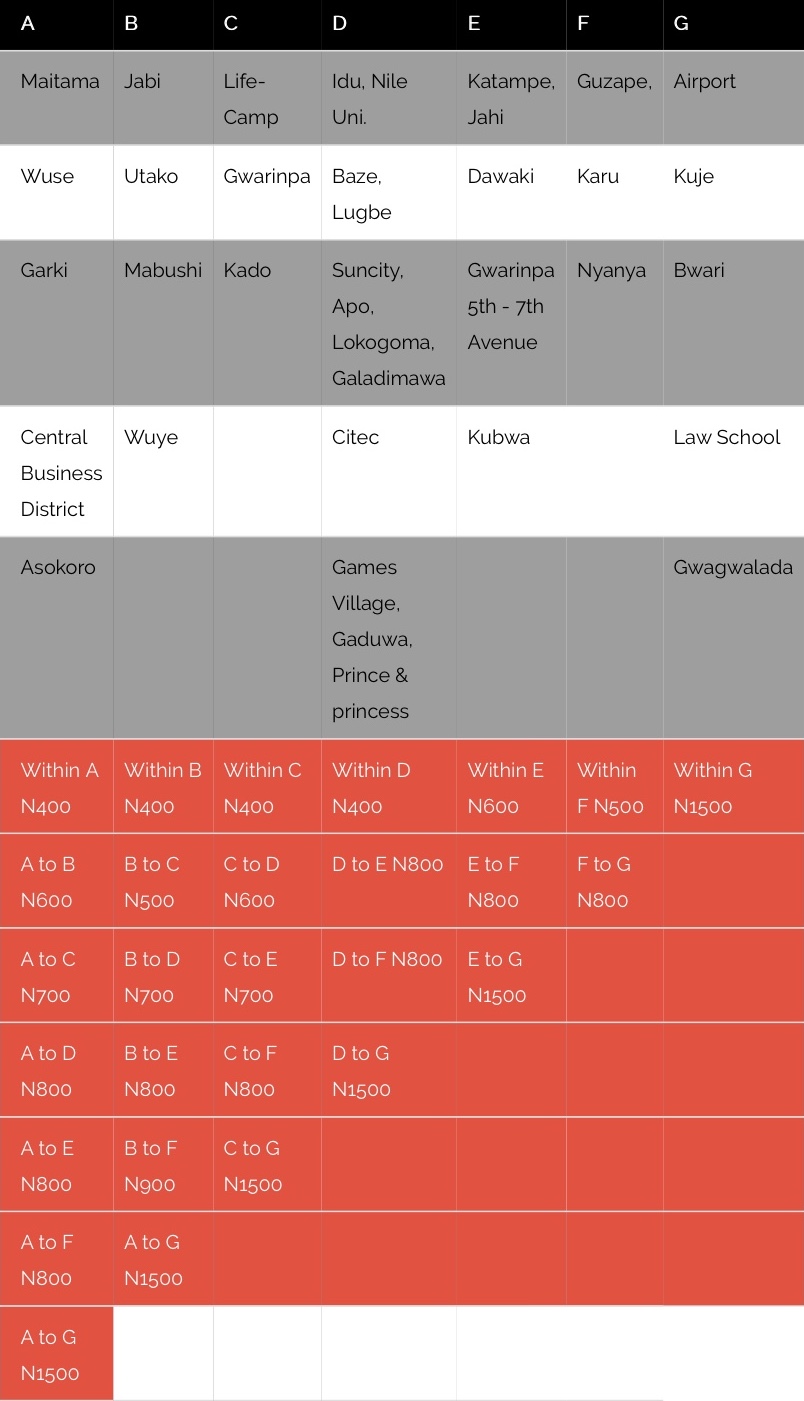 A B C D E F G
Maitama Jabi Life- Idu, Nile Katampe, Guzape, Airport
Camp Uni. Jahi
Wuse Utako Gwarinpa Baze, Dawaki Karu Kuje
Lugbe
Garki Mabushi Kado Suncity, Gwarinpa Nyanya Bwari
Apo, 5th - 7th
Lokogoma, Avenue
Galadimawa
Central Wuye Citec Kubwa Law School
Business
District
Asokoro Games Gwagwalada
Village,
Gaduwa,
Prince &
princess
Within A Within B Within C Within D Within E Within Within G
N400 N400 N400 N400 N600 F N500 N1500
A to B B to C C to D D to E N800 E to F F to G
N600 N500 N600 N800 N800
A to C B to D C to E D to F N800 E to G
N700 N700 N700 N1500
A to D B to E C to F D to G
N800 N800 N800 N1500
A to E B to F C to G
N800 N900 N1500
A to F A to G
N800 N1500
A to G
N1500